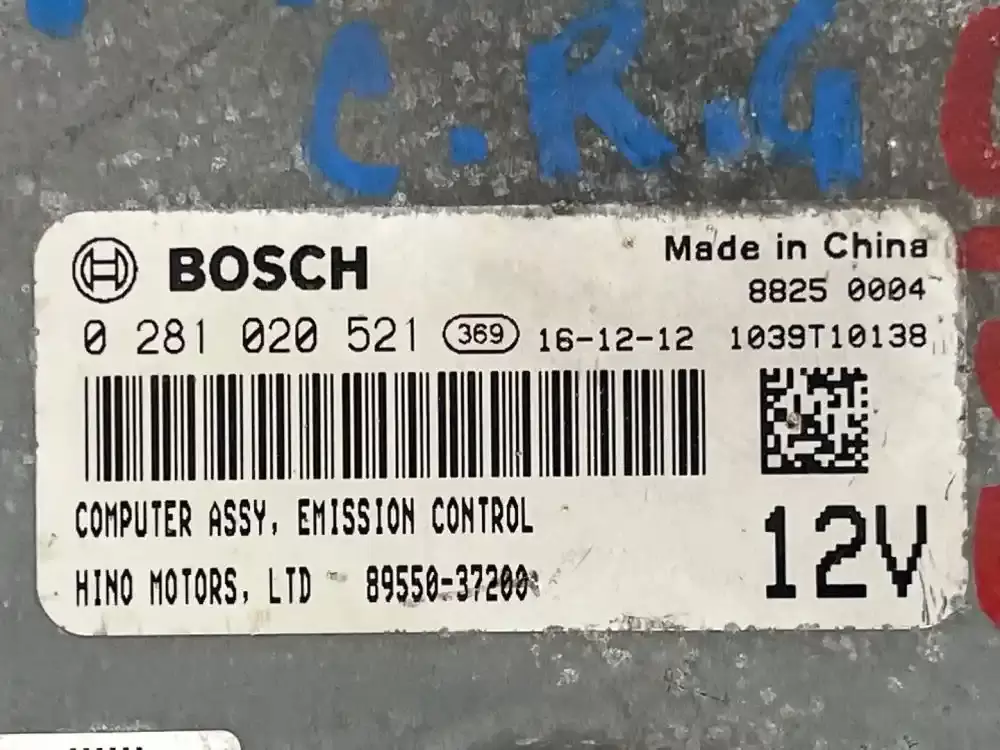 C.R.G
BOSCH
Made in China
8825 0004
0 281 020 521 369 16-12-12 1039T10138
COMPUTER ASSY, EMISSION CONTROL
HINO MOTORS, LTD 89550-37200
12V